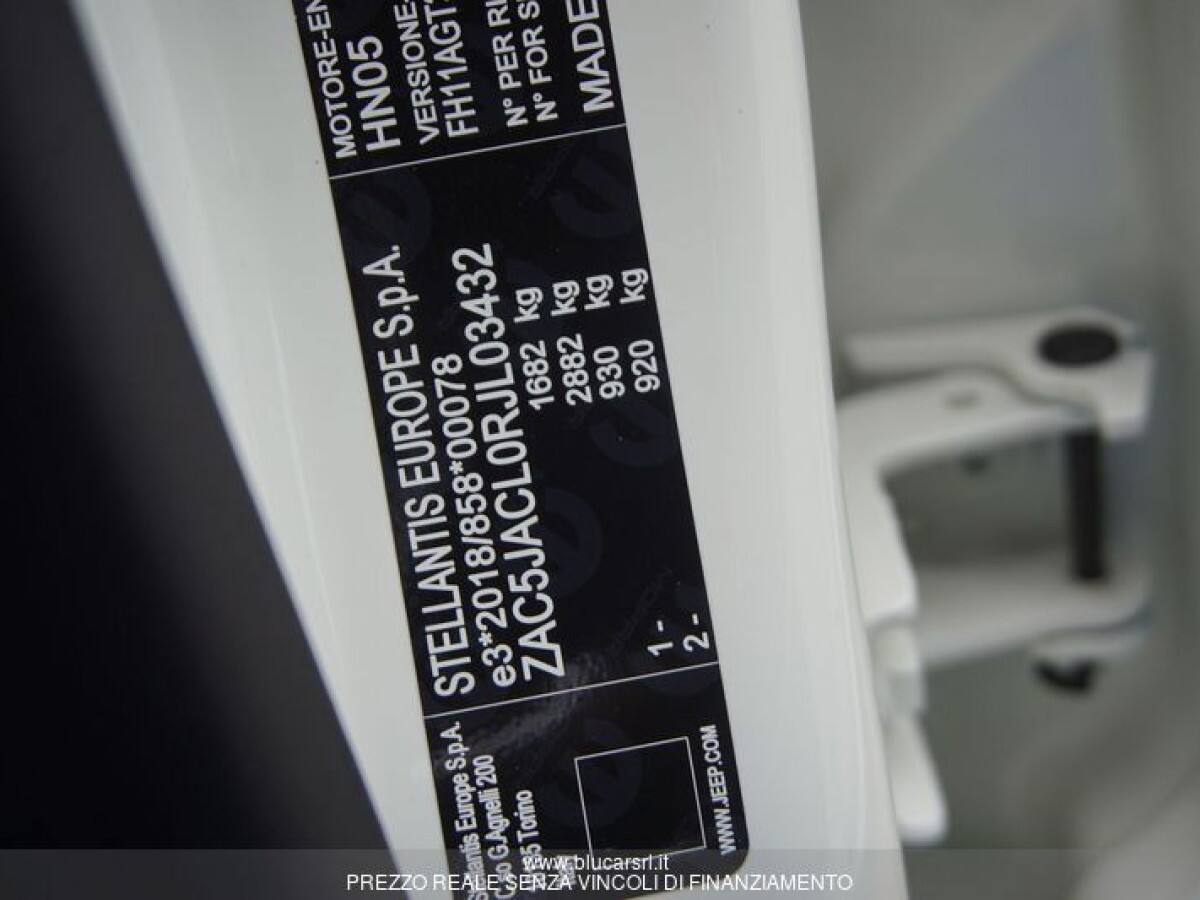 Europe S.p.A.
G.Agnelli 200
Torino
WWW.JEEP.COM
STELLANTIS EUROPE S.p.A.
e3*2018/858*00078
ZAC5JACL0RJL03432
1682 kg
2882 kg
1 - 930 kg
2 - 920 kg
MOTORE-EN
HN05
VERSIONE-
FH11AGT
N° PER RI
N° FOR S
MADE
www.blucarsrl.it
PREZZO REALE SENZA VINCOLI DI FINANZIAMENTO